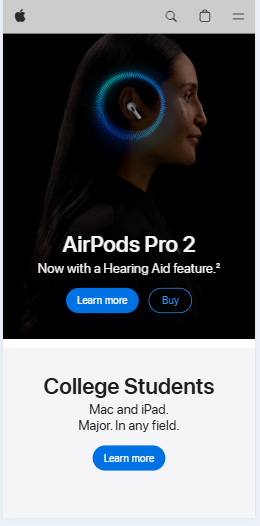 AirPods Pro 2
Now with a Hearing Aid feature.²
Learn more
Buy
College Students
Mac and iPad.
Major. In any field.
Learn more